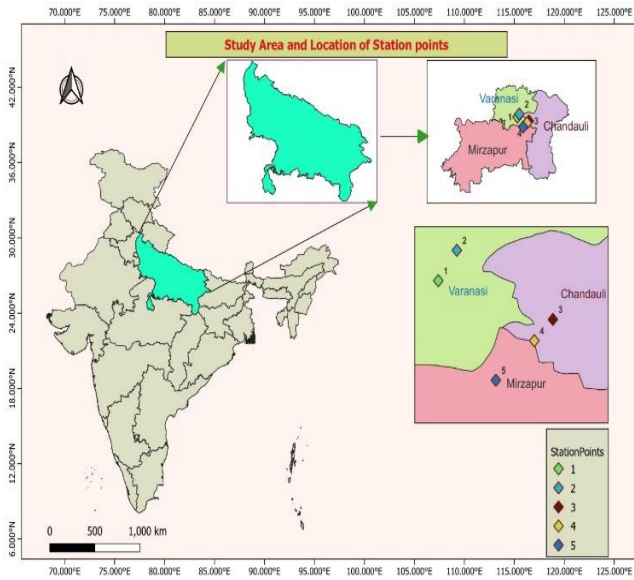 70.000°E 75.000°E 80.000°E 85.000°E 90.000°E 95.000°E 100.000°E 105.000°E 110.000°E 115.000°E 120.000°E 125.000°E
Study Area and Location of Station points
42.000°N
36.000°N
30.000°N
24.000°N
18.000°N
12.000°N
6.000°N
Varanasi
2
1
3
4
Chandauli
Mirzapur
2
1
Varanasi
Chandauli
3
4
5
Mirzapur
StationPoints
1
2
3
4
5
0 500 1,000 km
70.000°E 75.000°E 80.000°E 85.000°E 90.000°E 95.000°E 100.000°E 105.000°E 110.000°E 115.000°E 120.000°E 125.000°E